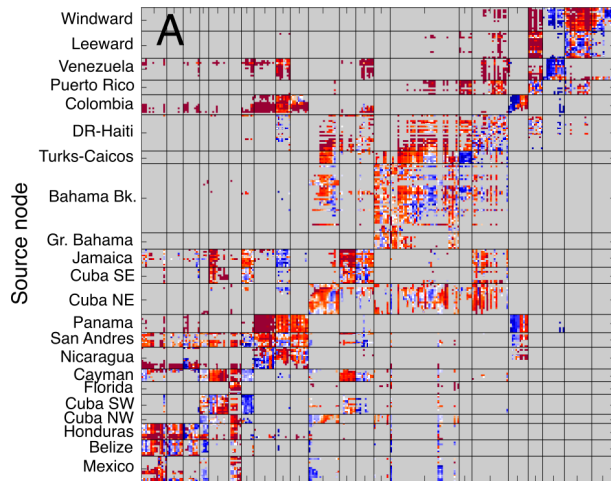 A
Windward
Leeward
Venezuela
Puerto Rico
Colombia
DR-Haiti
Turks-Caicos
Bahama Bk.
Gr. Bahama
Jamaica
Cuba SE
Cuba NE
Panama
San Andres
Nicaragua
Cayman
Florida
Cuba SW
Cuba NW
Honduras
Belize
Mexico
Source node